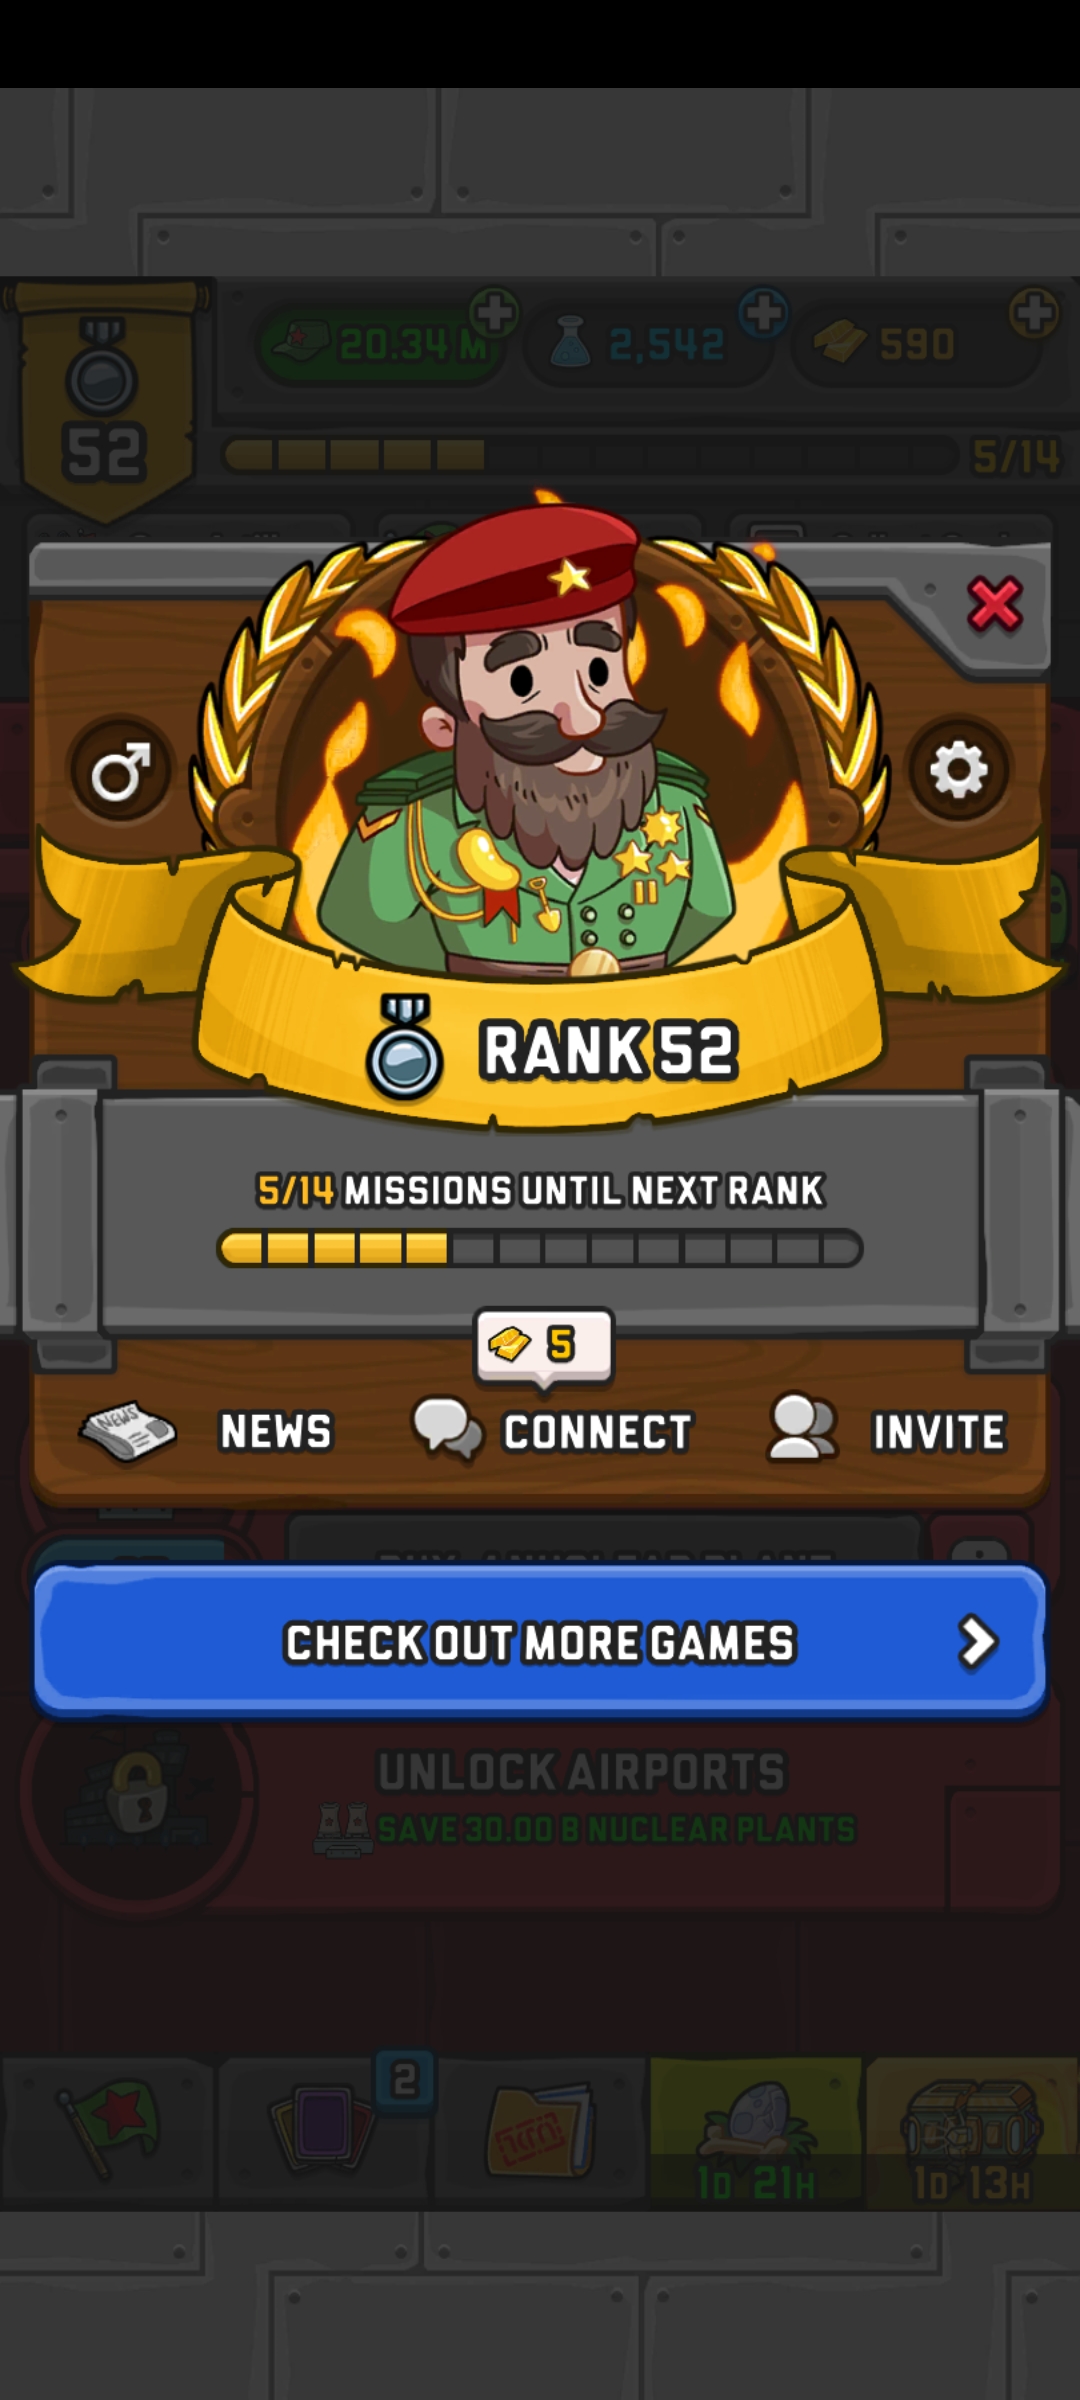 20.34 M
2,542
590
52
5/14
RANK 52
5/14 MISSIONS UNTIL NEXT RANK
5
NEWS
NEWS
CONNECT
INVITE
CHECK OUT MORE GAMES
UNLOCK AIRPORTS
SAVE 30.00 B NUCLEAR PLANTS
2
1D 21H
1D 13H